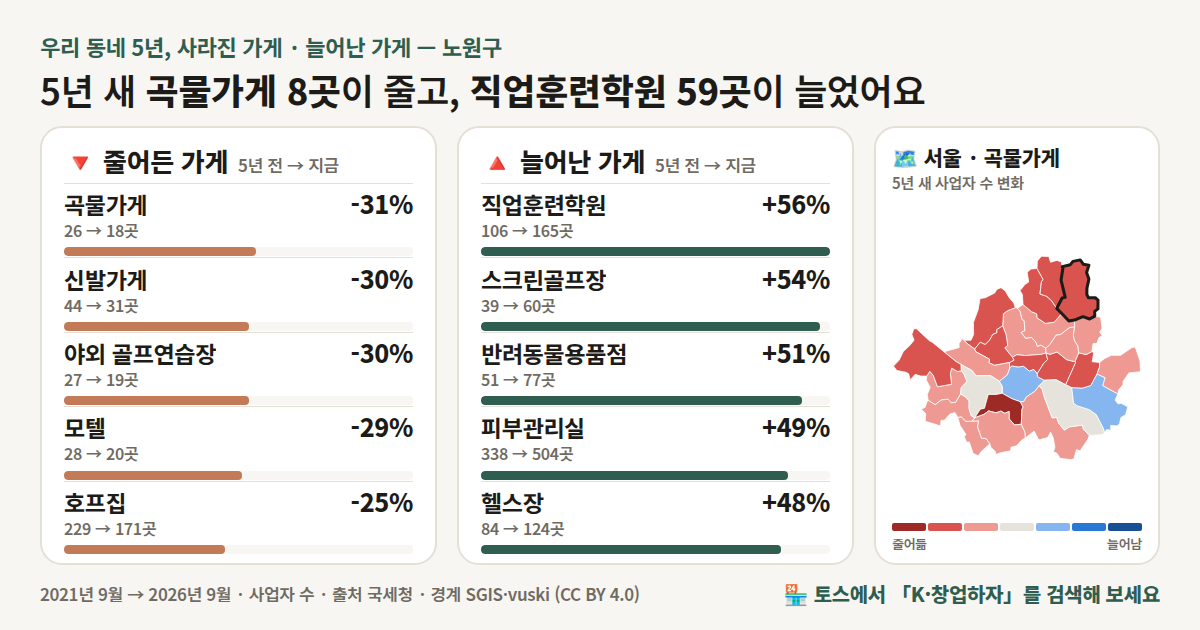 우리 동네 5년, 사라진 가게 · 늘어난 가게 — 노원구
5년 새 곡물가게 8곳이 줄고, 직업훈련학원 59곳이 늘었어요
줄어든 가게 5년 전 → 지금
곡물가게 -31%
26 → 18곳
신발가게 -30%
44 → 31곳
야외 골프연습장 -30%
27 → 19곳
모텔 -29%
28 → 20곳
호프집 -25%
229 → 171곳
늘어난 가게 5년 전 → 지금
직업훈련학원 +56%
106 → 165곳
스크린골프장 +54%
39 → 60곳
반려동물용품점 +51%
51 → 77곳
피부관리실 +49%
338 → 504곳
헬스장 +48%
84 → 124곳
서울 · 곡물가게
5년 새 사업자 수 변화
줄어듦 늘어남
2021년 9월 → 2026년 9월 · 사업자 수 · 출처 국세청 · 경계 SGIS·vuski (CC BY 4.0)
토스에서 「K·창업하자」를 검색해 보세요